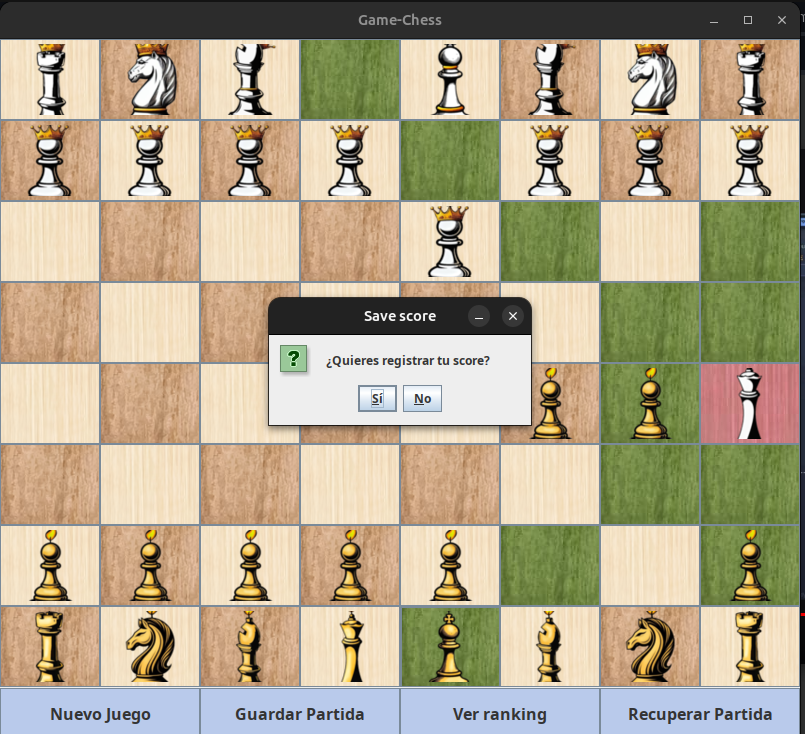 Game-Chess
Save score
¿Quieres registrar tu score?
Sí
No
Nuevo Juego
Guardar Partida
Ver ranking
Recuperar Partida